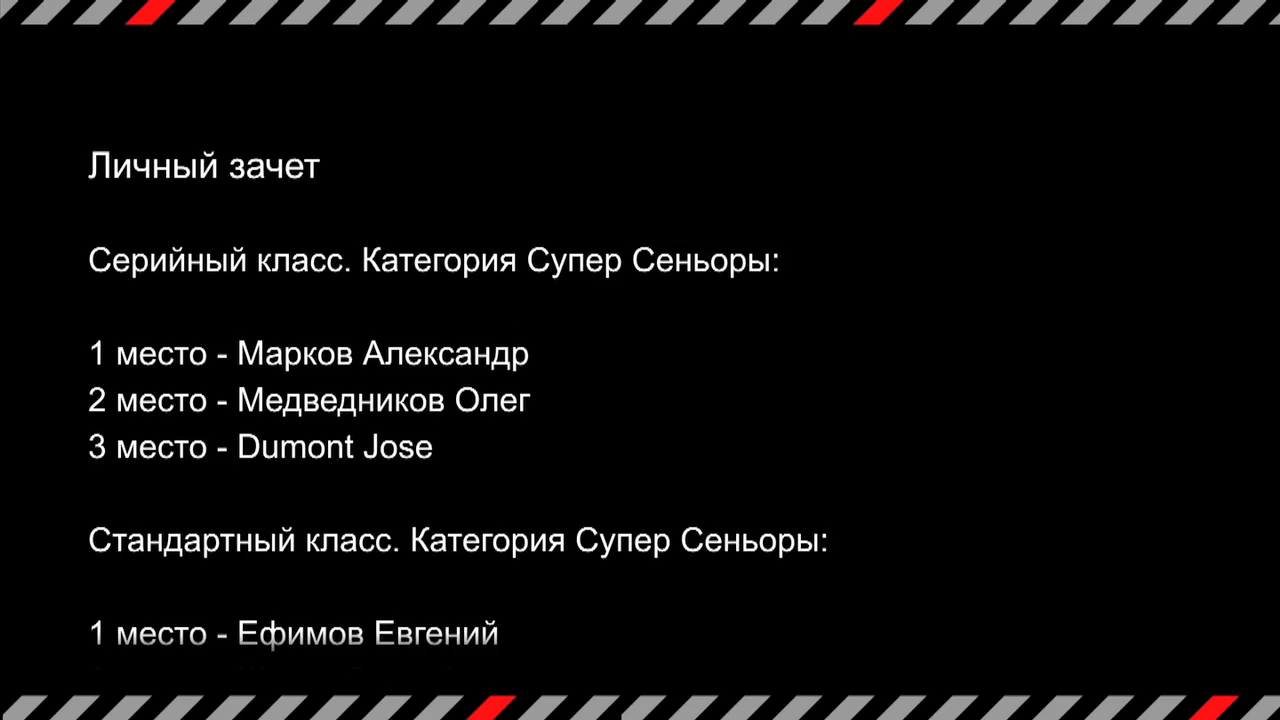 Личный зачет
Серийный класс. Категория Супер Сеньоры:
1 место - Марков Александр
2 место - Медведников Олег
3 место - Dumont Jose
Стандартный класс. Категория Супер Сеньоры:
1 место - Ефимов Евгений